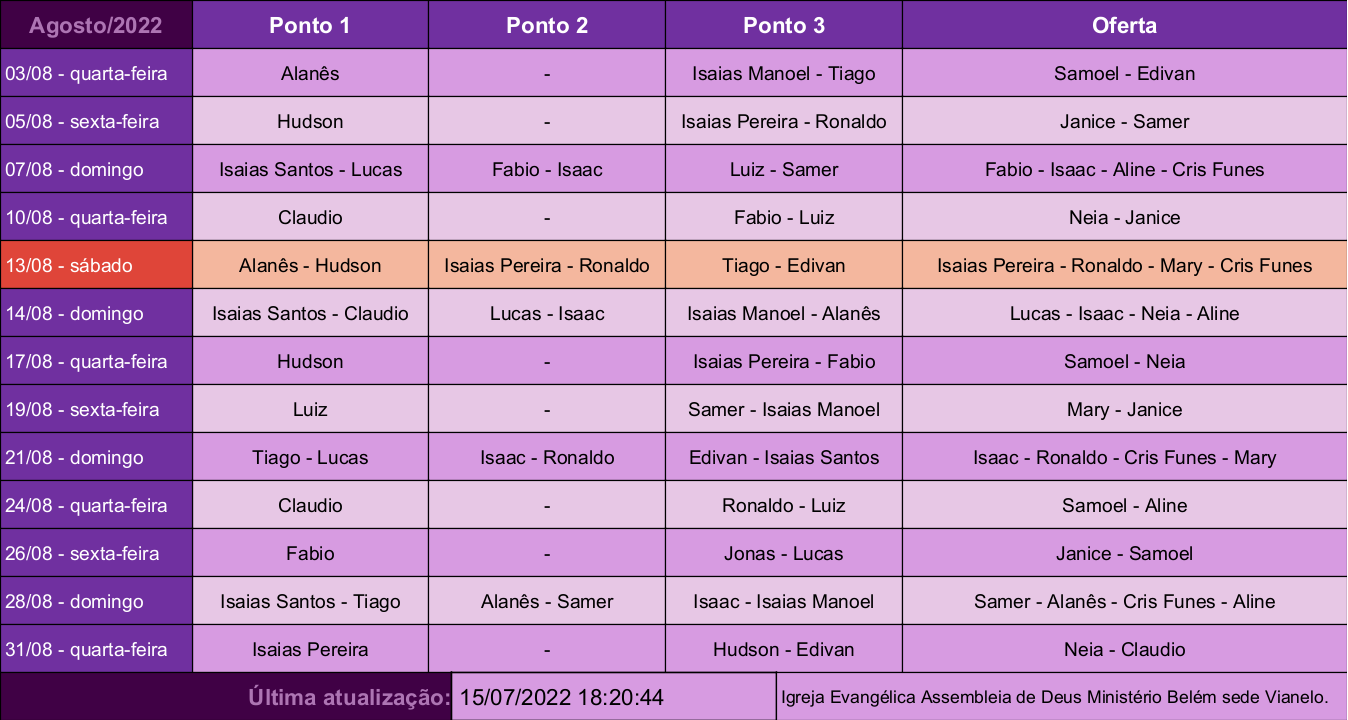 Agosto/2022 Ponto 1 Ponto 2 Ponto 3 Oferta
03/08 - quarta-feira Alanês - Isaias Manoel - Tiago Samoel - Edivan
05/08 - sexta-feira Hudson - Isaias Pereira - Ronaldo Janice - Samer
07/08 - domingo Isaias Santos - Lucas Fabio - Isaac Luiz - Samer Fabio - Isaac - Aline - Cris Funes
10/08 - quarta-feira Claudio - Fabio - Luiz Neia - Janice
13/08 - sábado Alanês - Hudson Isaias Pereira - Ronaldo Tiago - Edivan Isaias Pereira - Ronaldo - Mary - Cris Funes
14/08 - domingo Isaias Santos - Claudio Lucas - Isaac Isaias Manoel - Alanês Lucas - Isaac - Neia - Aline
17/08 - quarta-feira Hudson - Isaias Pereira - Fabio Samoel - Neia
19/08 - sexta-feira Luiz - Samer - Isaias Manoel Mary - Janice
21/08 - domingo Tiago - Lucas Isaac - Ronaldo Edivan - Isaias Santos Isaac - Ronaldo - Cris Funes - Mary
24/08 - quarta-feira Claudio - Ronaldo - Luiz Samoel - Aline
26/08 - sexta-feira Fabio - Jonas - Lucas Janice - Samoel
28/08 - domingo Isaias Santos - Tiago Alanês - Samer Isaac - Isaias Manoel Samer - Alanês - Cris Funes - Aline
31/08 - quarta-feira Isaias Pereira - Hudson - Edivan Neia - Claudio
Última atualização: 15/07/2022 18:20:44 Igreja Evangélica Assembleia de Deus Ministério Belém sede Vianelo.